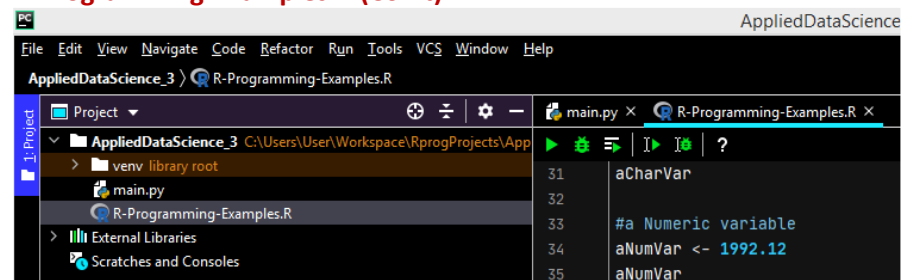 PC
AppliedDataScience
File Edit View Navigate Code Refactor Run Tools VCS Window Help
AppliedDataScience_3 R-Programming-Examples.R
1: Project
Project
main.py R-Programming-Examples.R
AppliedDataScience_3 C:\Users\User\Workspace\RprogProjects\App
venv library root
main.py
R-Programming-Examples.R
External Libraries
Scratches and Consoles
?
31 aCharVar
32
33 #a Numeric variable
34 aNumVar <- 1992.12
35 aNumVar